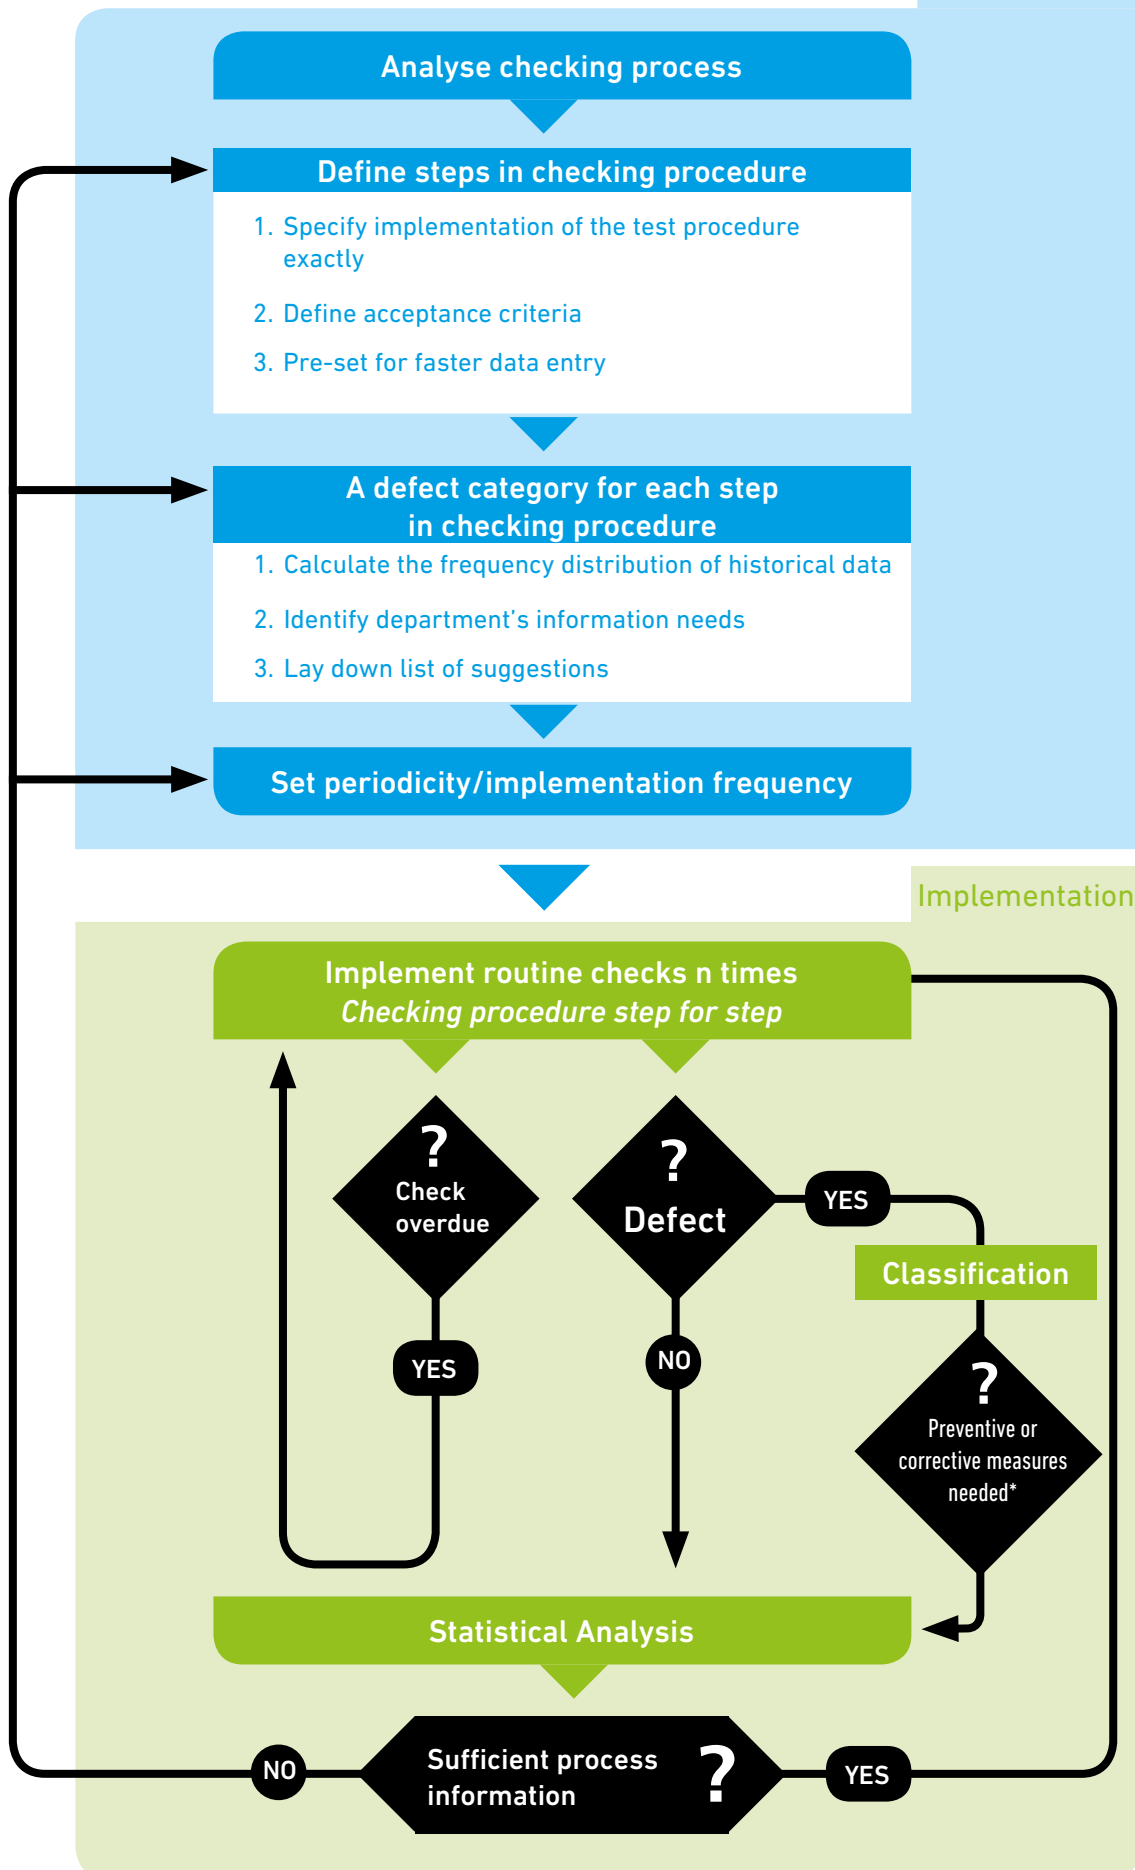 Analyse checking process
Define steps in checking procedure
1. Specify implementation of the test procedure
exactly
2. Define acceptance criteria
3. Pre-set for faster data entry
A defect category for each step
in checking procedure
1. Calculate the frequency distribution of historical data
2. Identify department’s information needs
3. Lay down list of suggestions
Set periodicity/implementation frequency
Implementation
Implement routine checks n times
Checking procedure step for step
?
Check
overdue
?
Defect
YES
Classification
YES
NO
?
Preventive or
corrective measures
needed*
Statistical Analysis
NO
Sufficient process
information
?
YES